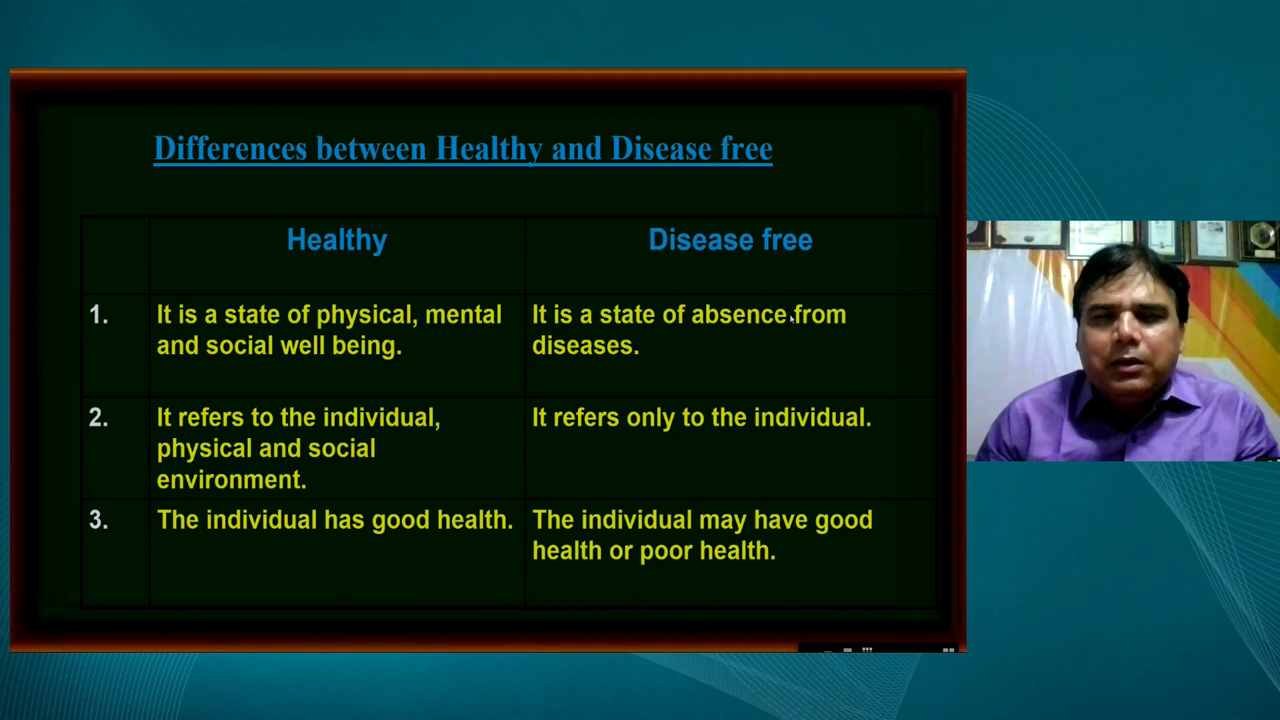 Differences between Healthy and Disease free
Healthy
Disease free
1.
It is a state of physical, mental
and social well being.
It is a state of absence from
diseases.
2.
It refers to the individual,
physical and social
environment.
It refers only to the individual.
3.
The individual has good health.
The individual may have good
health or poor health.